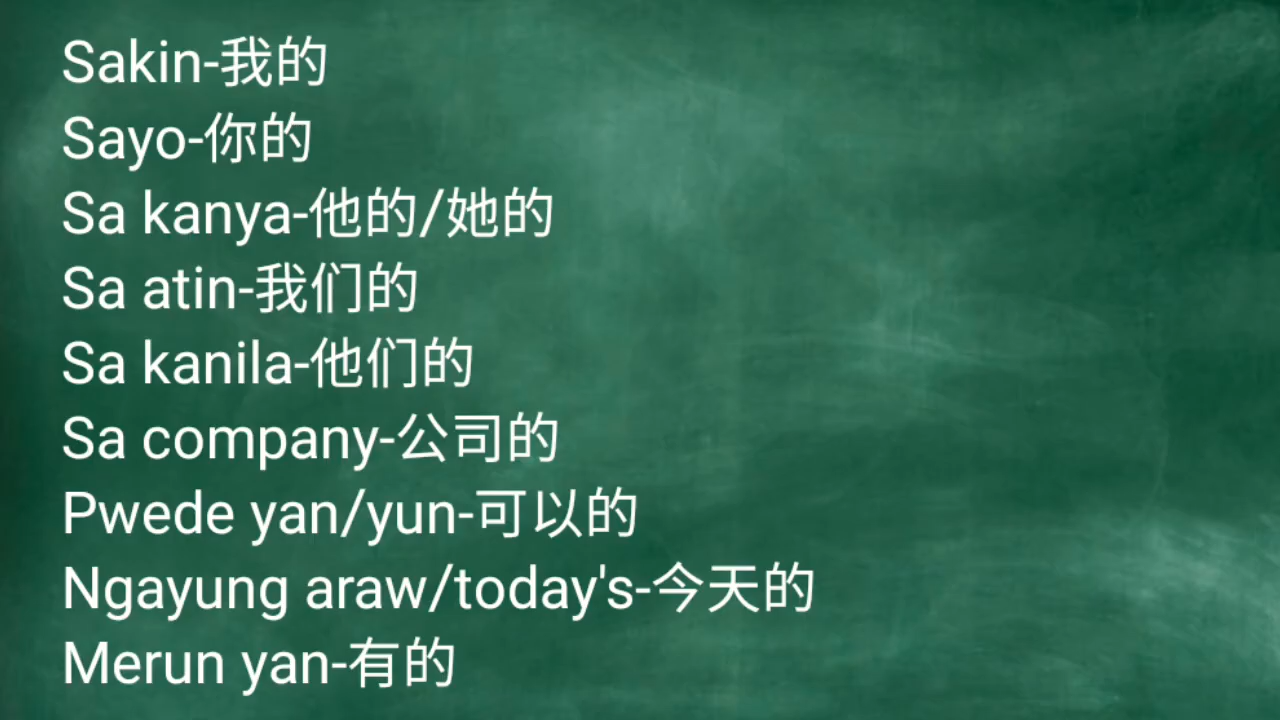 Sakin-我的
Sayo-你的
Sa kanya-他的/她的
Sa atin-我们的
Sa kanila-他们的
Sa company-公司的
Pwede yan/yun-可以的
Ngayung araw/today's-今天的
Merun yan-有的